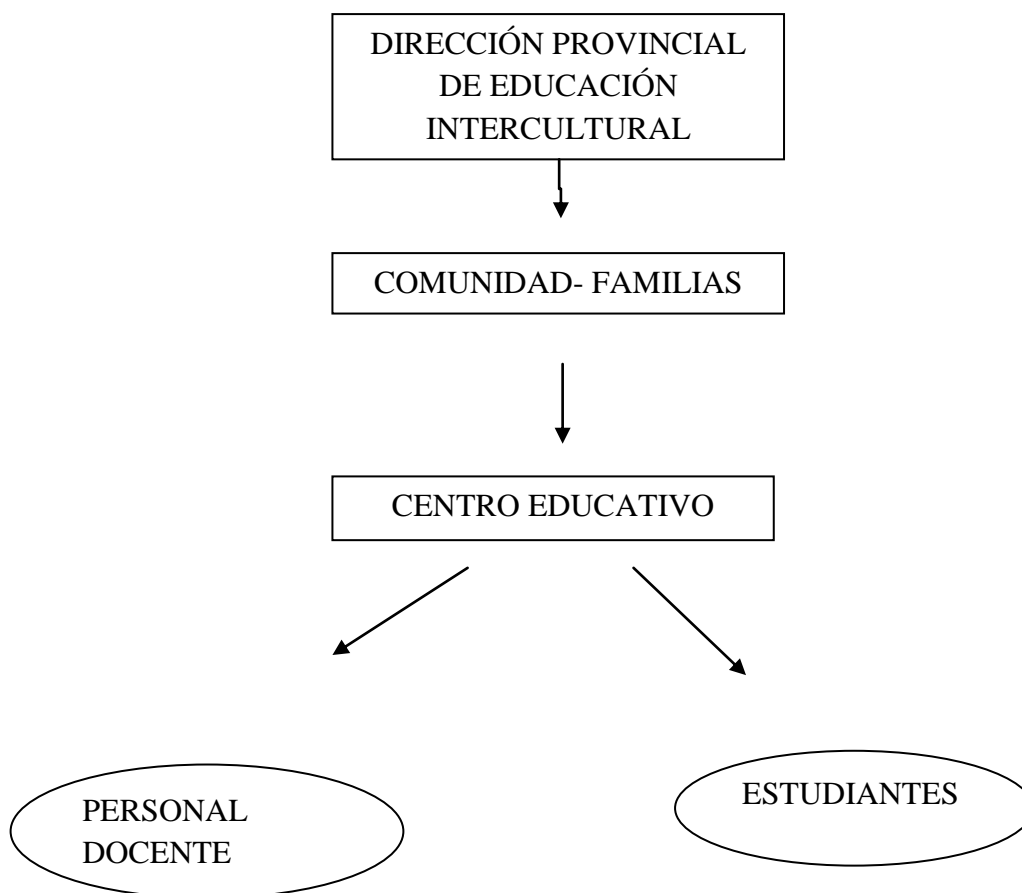 DIRECCIÓN PROVINCIAL
DE EDUCACIÓN
INTERCULTURAL
COMUNIDAD- FAMILIAS
CENTRO EDUCATIVO
PERSONAL
DOCENTE
ESTUDIANTES